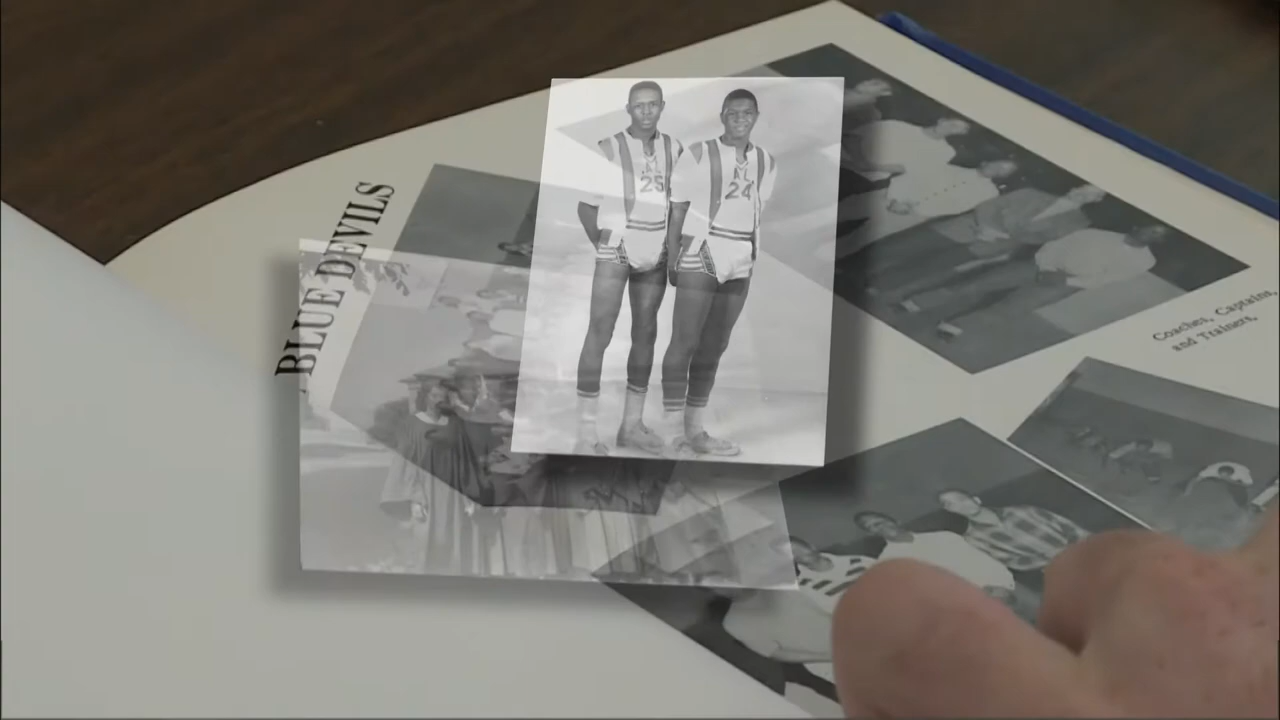 BLUE DEVILS
25
24
Coaches, Captains,
and Trainers.